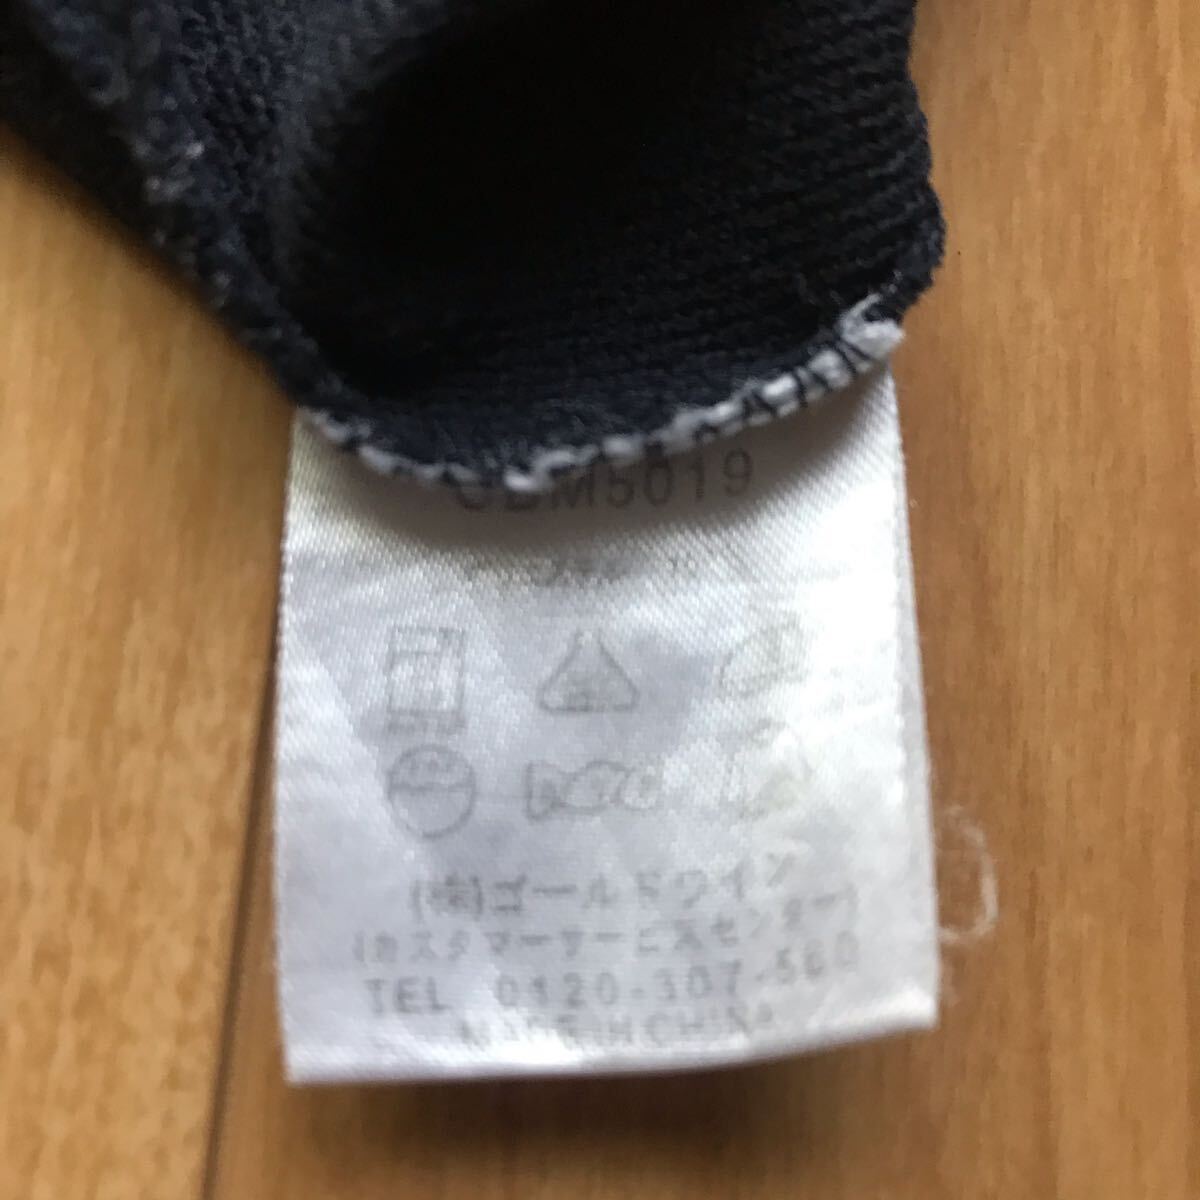 CBM5019
(株)ゴールドウイン
(カスタマーサービスセンター)
TEL 0120-307-560
MADE IN CHINA